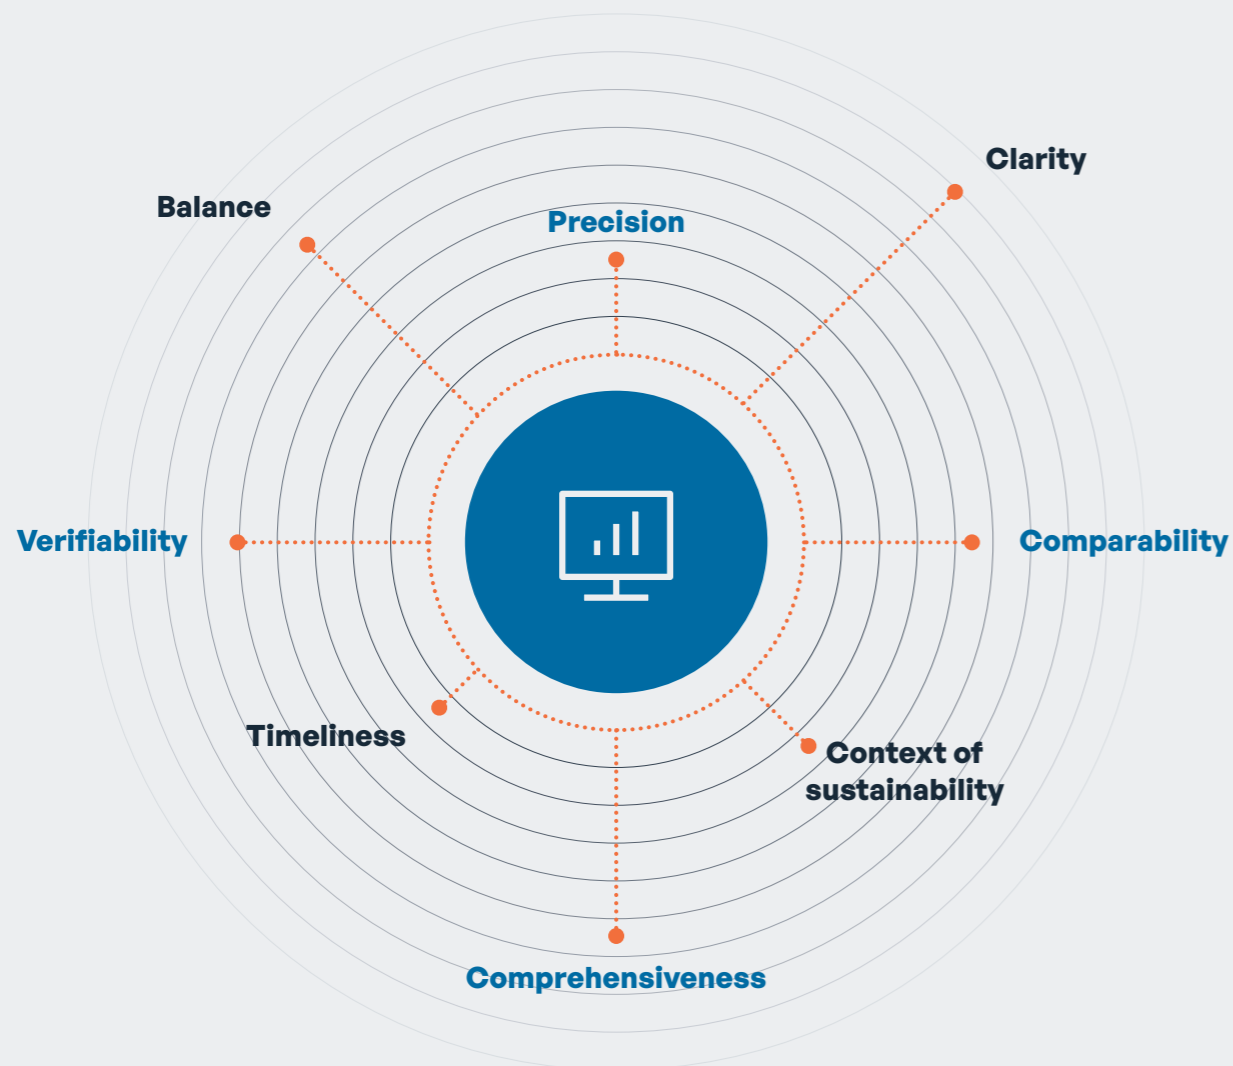 Clarity
Balance
Precision
Verifiability
Comparability
Timeliness
Context of
sustainability
Comprehensiveness